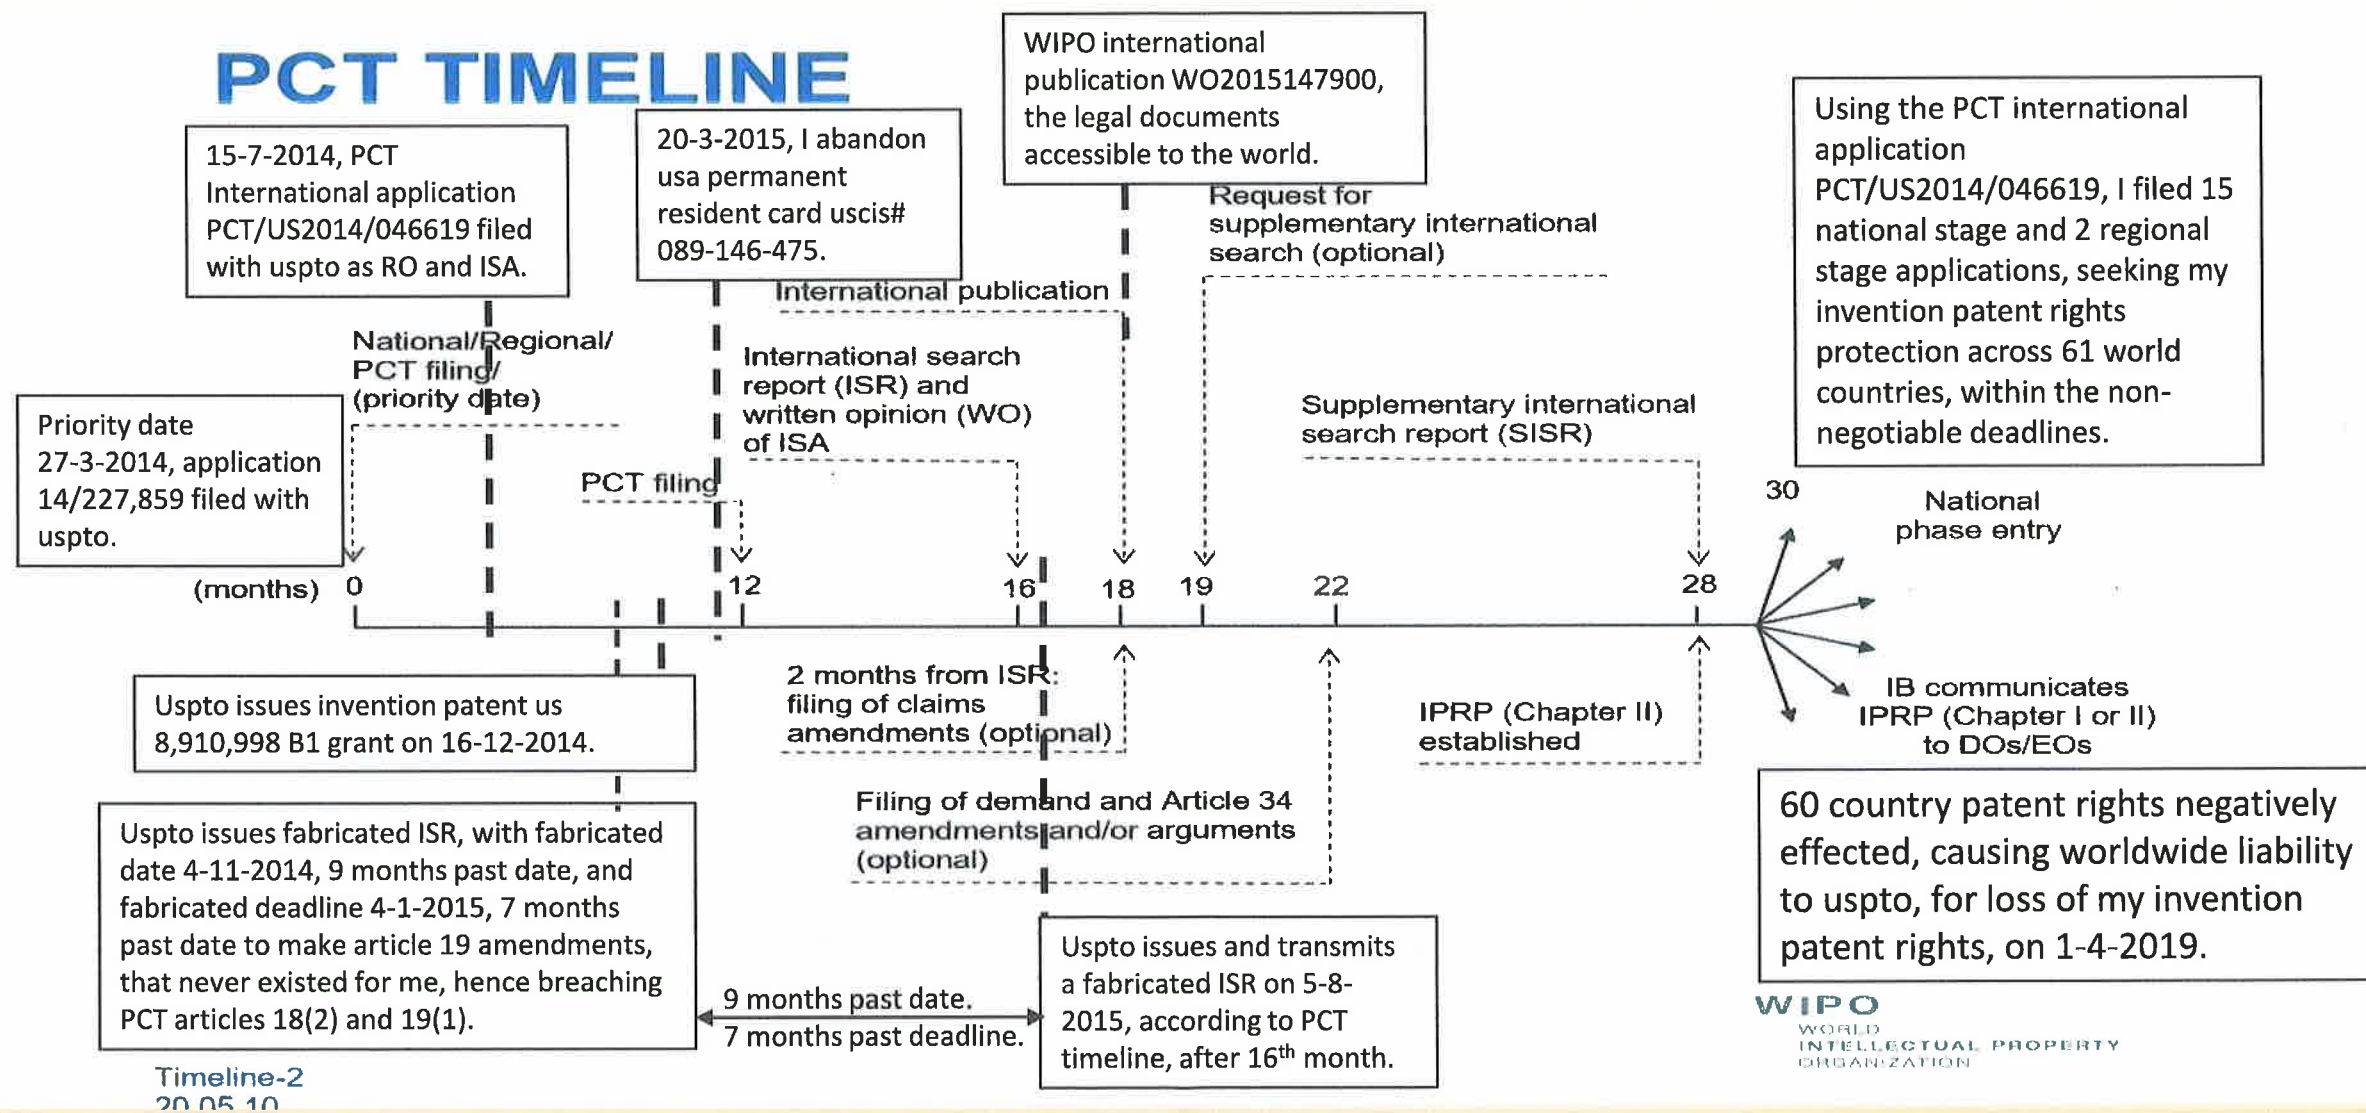 PCT TIMELINE
15-7-2014, PCT
International application
PCT/US2014/046619 filed
with uspto as RO and ISA.
20-3-2015, I abandon
usa permanent
resident card uscis#
089-146-475.
WIPO international
publication WO2015147900,
the legal documents
accessible to the world.
Using the PCT international
application
PCT/US2014/046619, I filed 15
national stage and 2 regional
stage applications, seeking my
invention patent rights
protection across 61 world
countries, within the non-
negotiable deadlines.
Request for
supplementary international
search (optional)
International publication
National/Regional/
PCT filing/
(priority date)
International search
report (ISR) and
written opinion (WO)
of ISA
Supplementary international
search report (SISR)
Priority date
27-3-2014, application
14/227,859 filed with
uspto.
PCT filing
30
National
phase entry
(months) 0 12 16 18 19 22 28
Uspto issues invention patent us
8,910,998 B1 grant on 16-12-2014.
2 months from ISR:
filing of claims
amendments (optional)
IPRP (Chapter II)
established
IB communicates
IPRP (Chapter I or II)
to DOs/EOs
Filing of demand and Article 34
amendments and/or arguments
(optional)
Uspto issues fabricated ISR, with fabricated
date 4-11-2014, 9 months past date, and
fabricated deadline 4-1-2015, 7 months
past date to make article 19 amendments,
that never existed for me, hence breaching
PCT articles 18(2) and 19(1).
9 months past date.
7 months past deadline.
Uspto issues and transmits
a fabricated ISR on 5-8-
2015, according to PCT
timeline, after 16th month.
60 country patent rights negatively
effected, causing worldwide liability
to uspto, for loss of my invention
patent rights, on 1-4-2019.
WIPO
WORLD
INTELLECTUAL PROPERTY
ORGANIZATION
Timeline-2
20.05.10